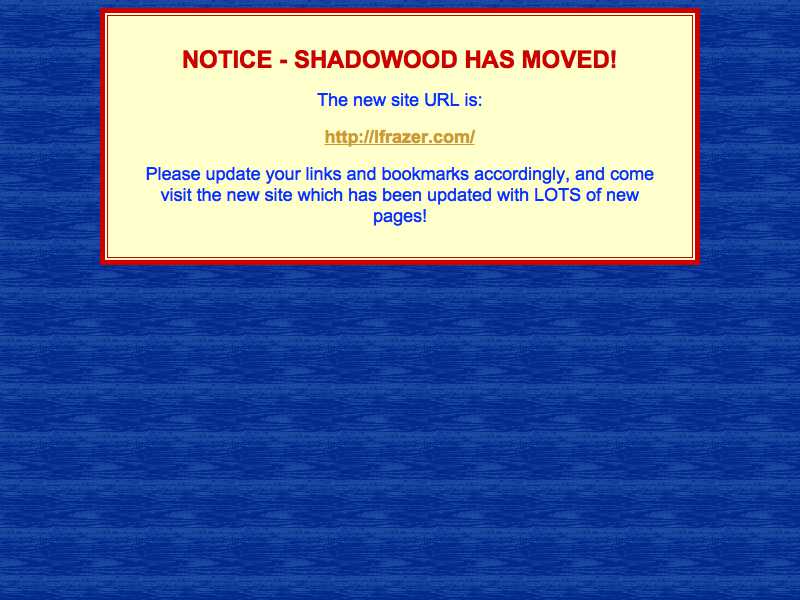 NOTICE - SHADOWOOD HAS MOVED!
The new site URL is:
http://lfrazer.com/
Please update your links and bookmarks accordingly, and come
visit the new site which has been updated with LOTS of new
pages!